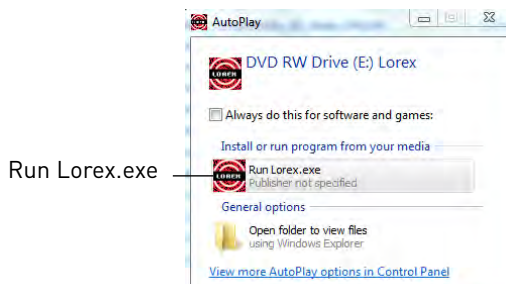 AutoPlay
DVD RW Drive (E:) Lorex
LOREX
Always do this for software and games:
Install or run program from your media
Run Lorex.exe
LOREX
Run Lorex.exe
Publisher not specified
General options
Open folder to view files
using Windows Explorer
View more AutoPlay options in Control Panel